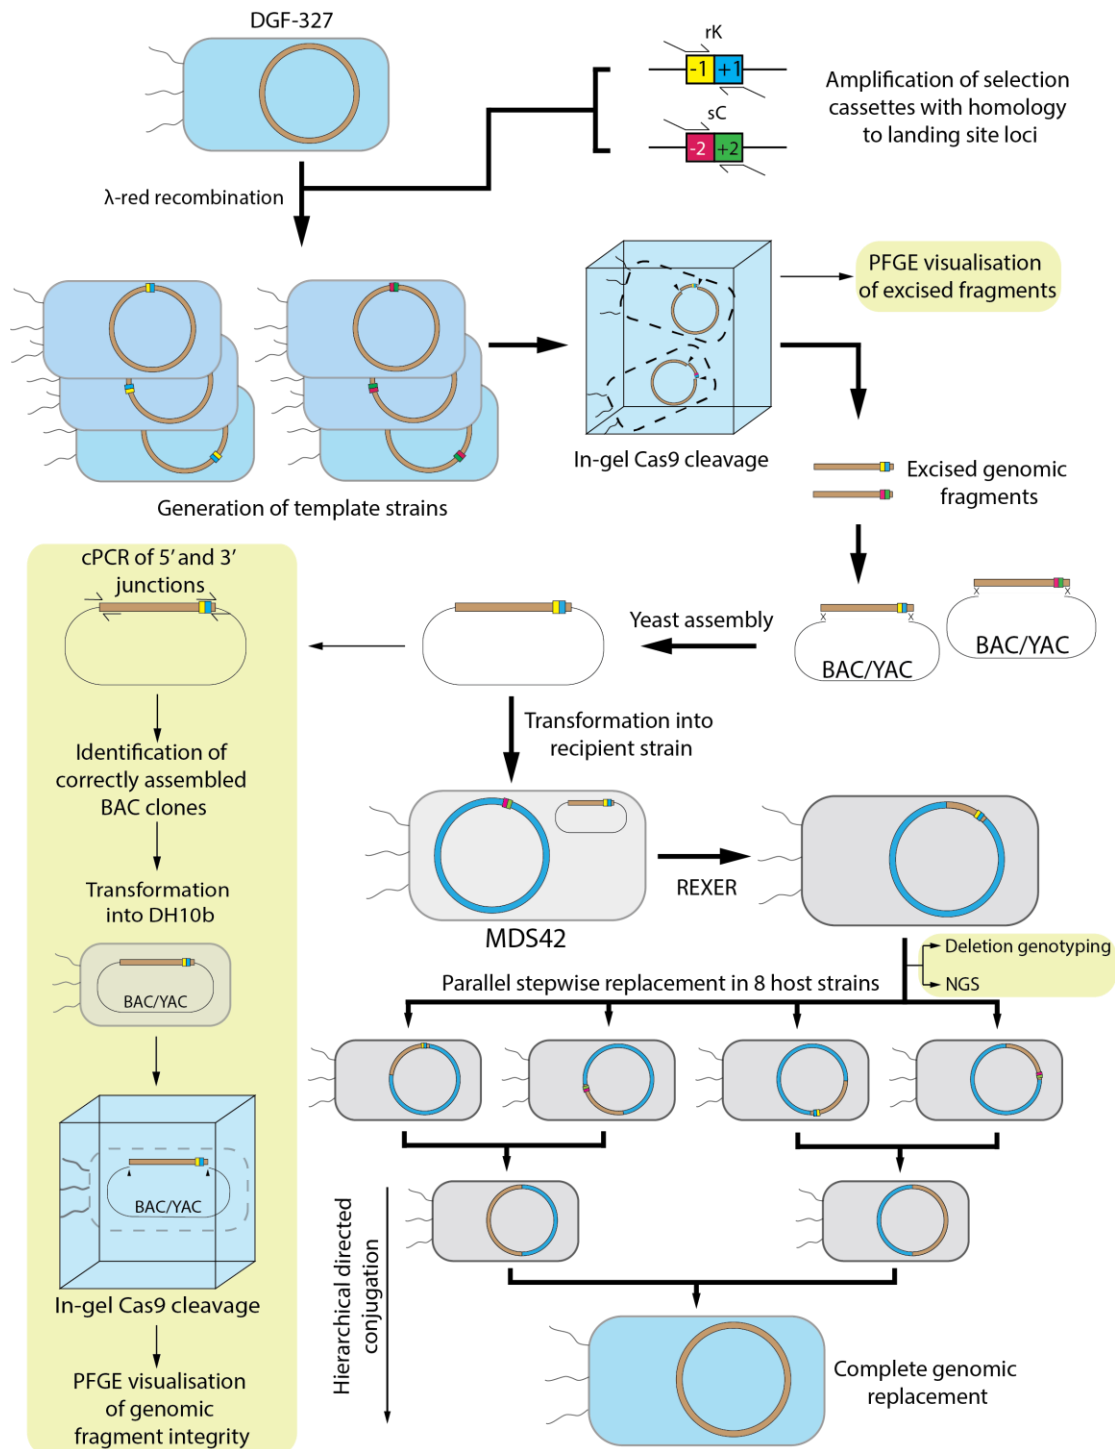 DGF-327
rK
-1 +1
sC
-2 +2
Amplification of selection
cassettes with homology
to landing site loci
λ-red recombination
PFGE visualisation
of excised fragments
In-gel Cas9 cleavage
Generation of template strains
Excised genomic
fragments
cPCR of 5' and 3'
junctions
Yeast assembly
BAC/YAC
BAC/YAC
Transformation into
recipient strain
Identification of
correctly assembled
BAC clones
Transformation
into DH10b
BAC/YAC
REXER
MDS42
Deletion genotyping
NGS
Parallel stepwise replacement in 8 host strains
BAC/YAC
In-gel Cas9 cleavage
PFGE visualisation
of genomic
fragment integrity
Hierarchical directed
conjugation
Complete genomic
replacement